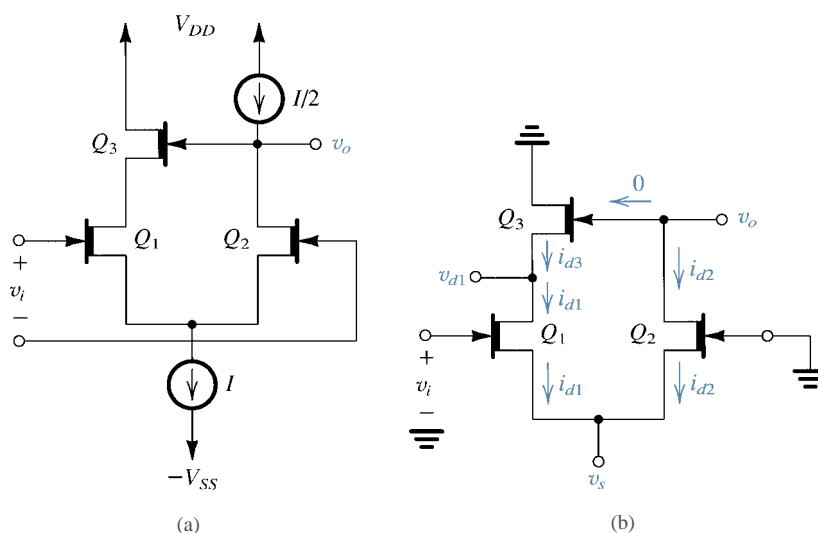 V_DD
I/2
Q_3
v_o
Q_1
Q_2
+
v_i
−
I
−V_SS
(a)
0
Q_3
v_o
i_d3
i_d2
v_d1
i_d1
Q_1
Q_2
+
v_i
−
i_d1
i_d2
v_s
(b)